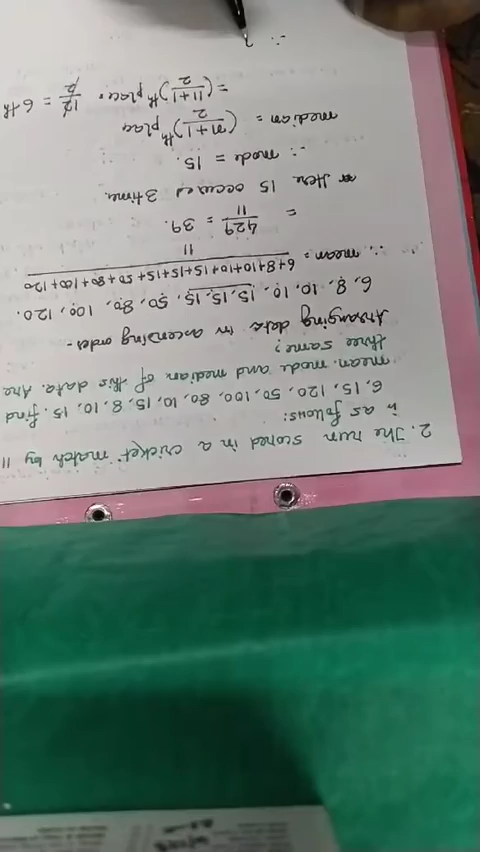 2. The run scored in a cricket match by 11
is as follows:
6, 15, 120, 50, 100, 80, 10, 15, 8, 10, 15. find
mean. mode and median of this data. Are
three same?
Arranging data in ascending order-
6, 8, 10, 10, 15, 15, 15, 50, 80, 100, 120.
∴ mean = 6+8+10+10+15+15+15+50+80+100+120 / 11
= 429/11 = 39.
Here 15 occures 3 time.
∴ mode = 15.
median = (n+1/2)th place
= (11+1/2)th place. 12/2 = 6th
∴